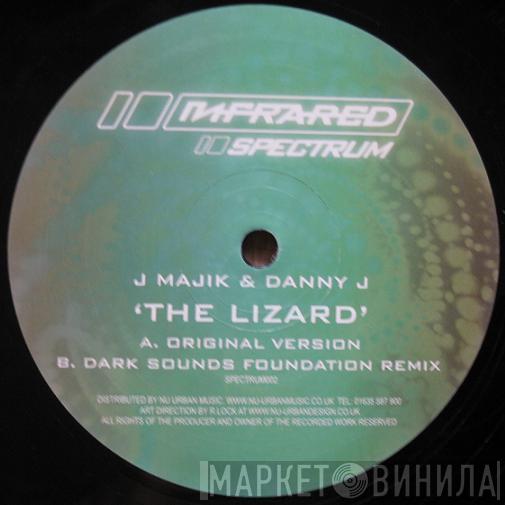 INFRARED
SPECTRUM
J MAJIK & DANNY J
'THE LIZARD'
A. ORIGINAL VERSION
B. DARK SOUNDS FOUNDATION REMIX
SPECTRUM002
DISTRIBUTED BY NU URBAN MUSIC. WWW.NU-URBANMUSIC.CO.UK TEL: 01635 587 900
ART DIRECTION BY R.LOCK AT WWW.NU-URBANDESIGN.CO.UK
ALL RIGHTS OF THE PRODUCER AND OWNER OF THE RECORDED WORK RESERVED
МАРКЕТ ВИНИЛА